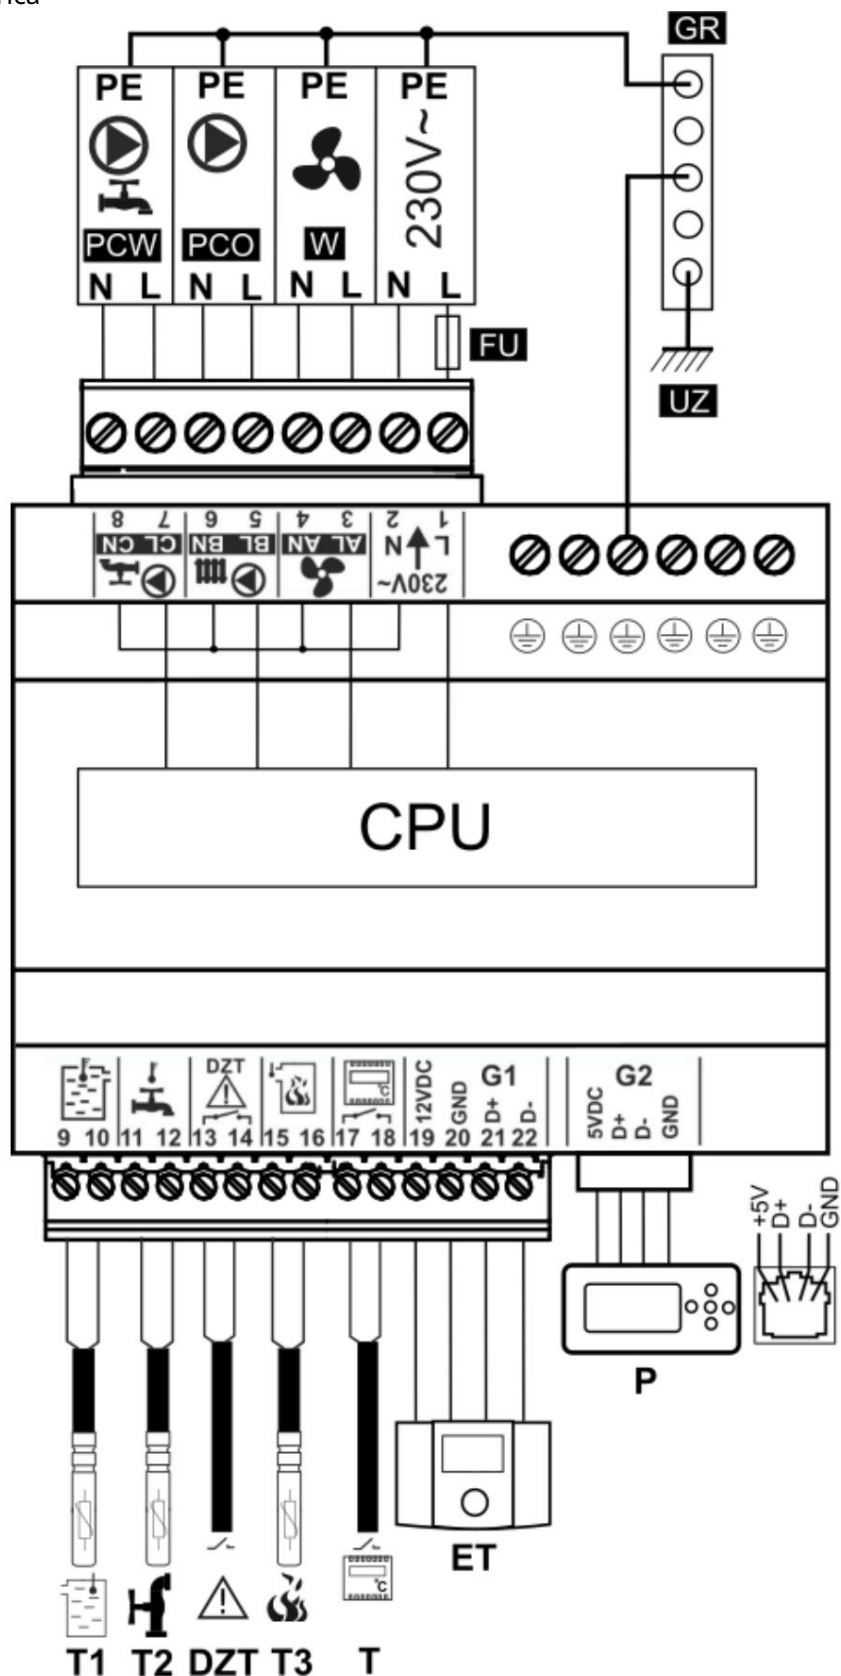 GR
PE PE PE PE
230V~
PCW PCO W
N L N L N L N L
FU
UZ
8 7 6 5 4 3 2 1
CN CL BN BL AN AL N L
230V~
CPU
DZT
12VDC GND D+ D-
G1
G2
5VDC D+ D- GND
9 10 11 12 13 14 15 16 17 18 19 20 21 22
°C
+5V D+ D- GND
P
ET
°C
T1 T2 DZT T3 T